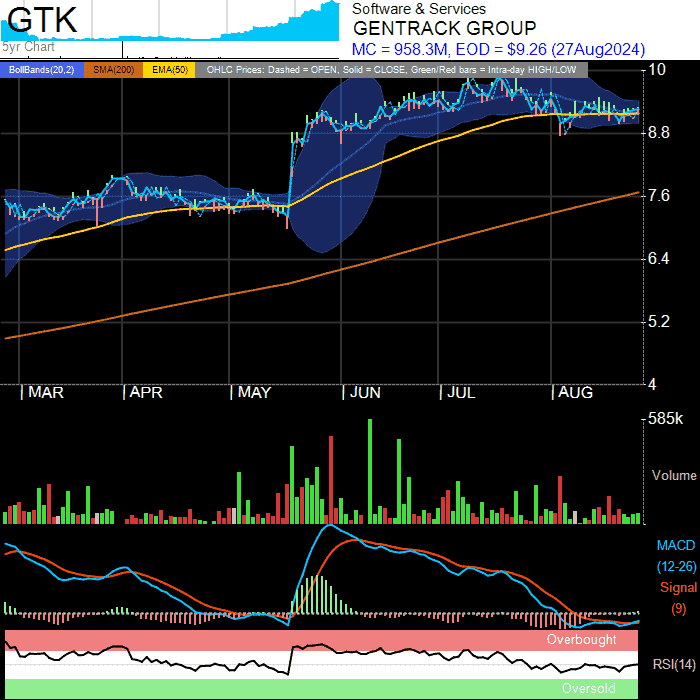 GTK
5yr Chart
Software & Services
GENTRACK GROUP
MC = 958.3M, EOD = $9.26 (27Aug2024)
BollBands(20,2) SMA(200) EMA(50) OHLC Prices: Dashed = OPEN, Solid = CLOSE, Green/Red bars = Intra-day HIGH/LOW
10
8.8
7.6
6.4
5.2
4
MAR APR MAY JUN JUL AUG
585k
Volume
MACD
(12-26)
Signal
(9)
Overbought
RSI(14)
Oversold